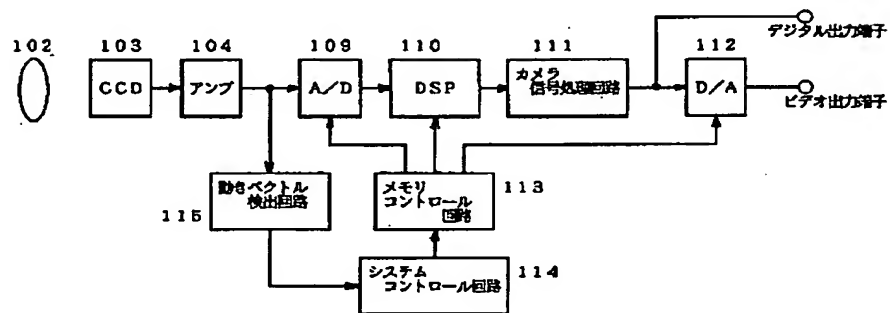 デジタル出力端子
102
103
104
109
110
111
112
CCD
アンプ
A/D
DSP
カメラ
信号処理回路
D/A
ビデオ出力端子
動きベクトル
検出回路
115
メモリ
コントロール
回路
113
システム
コントロール回路
114